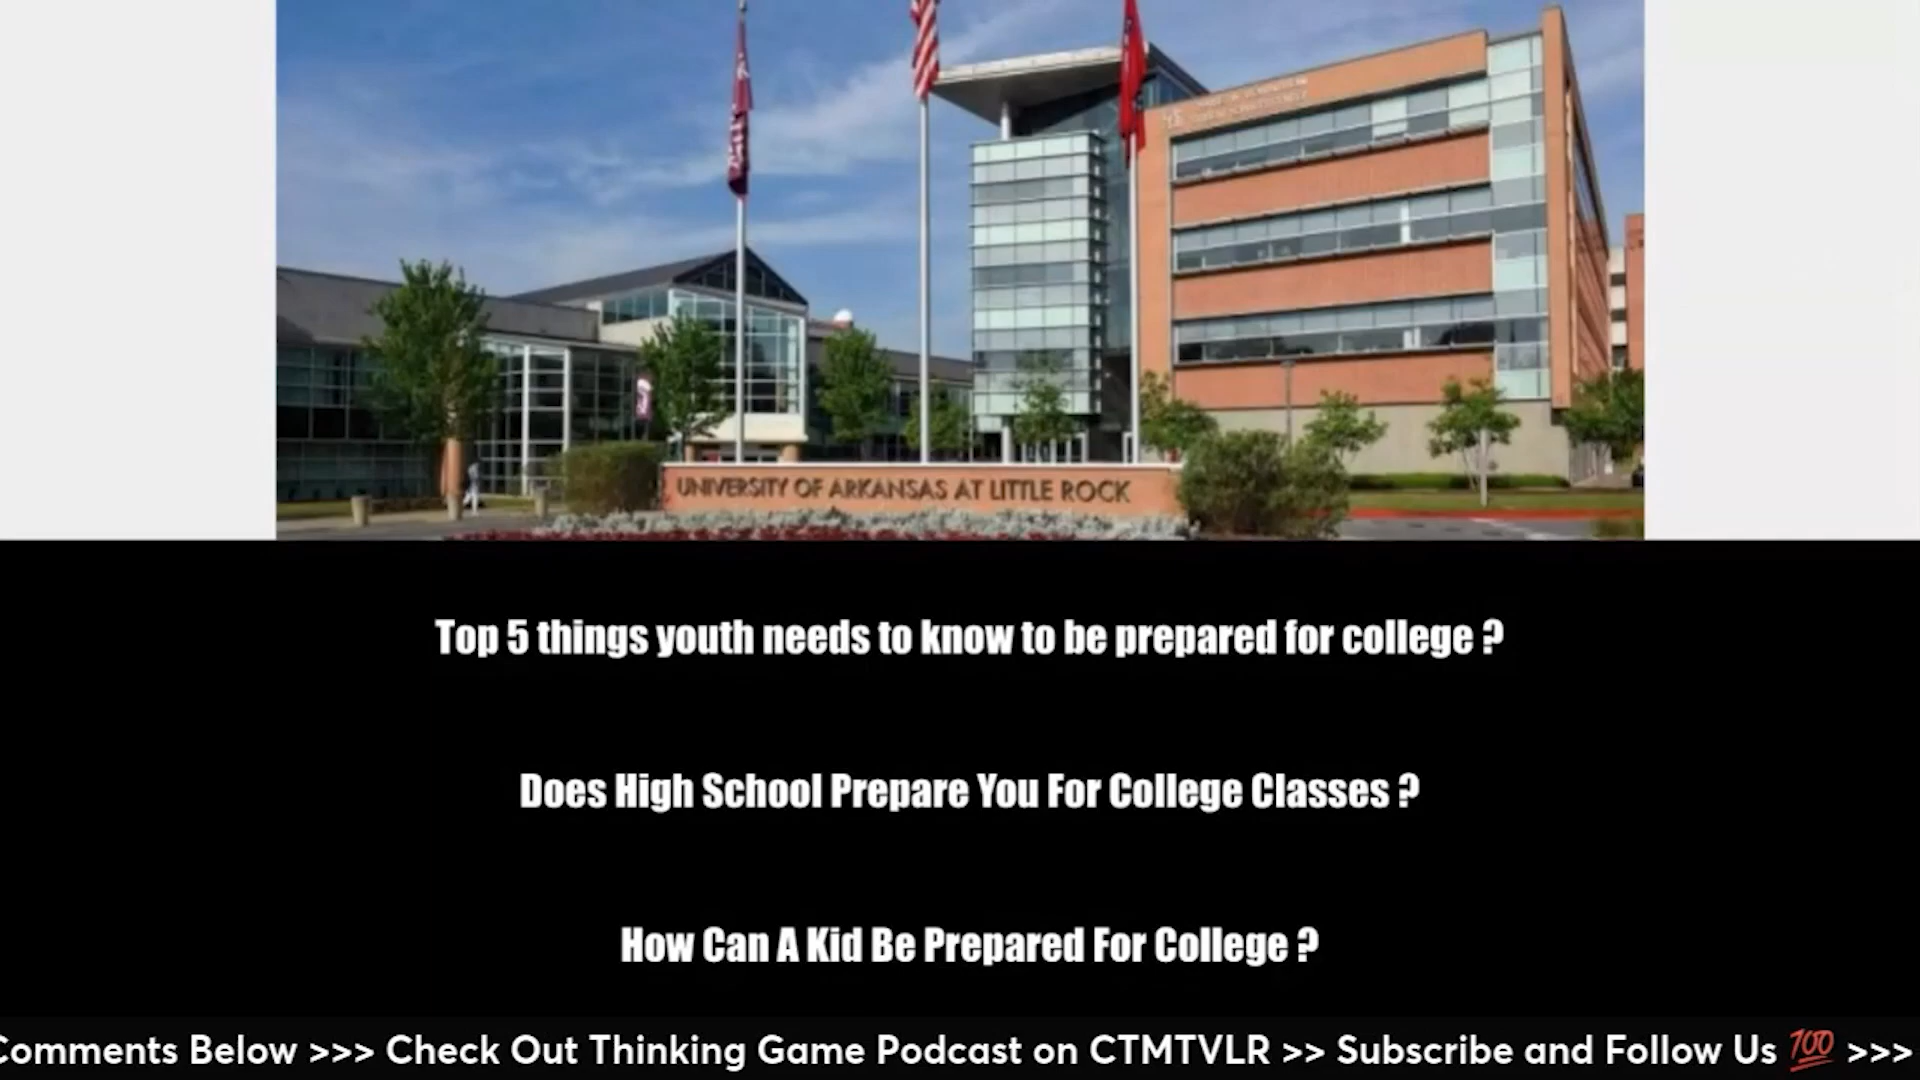 UNIVERSITY OF ARKANSAS AT LITTLE ROCK
Top 5 things youth needs to know to be prepared for college ?
Does High School Prepare You For College Classes ?
How Can A Kid Be Prepared For College ?
Comments Below >>> Check Out Thinking Game Podcast on CTMTVLR >> Subscribe and Follow Us 💯 >>>